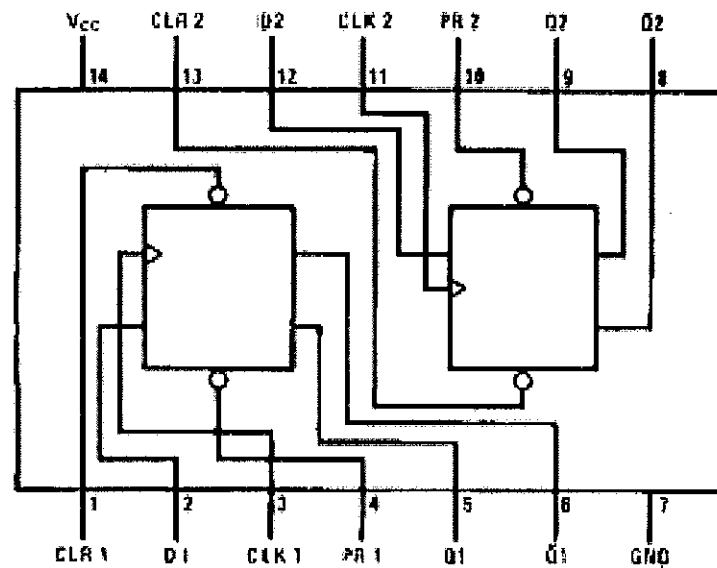 Vcc CLR 2 D2 CLK 2 PR 2 Q2 Q̄2
14 13 12 11 10 9 8
1 2 3 4 5 6 7
CLR 1 D1 CLK 1 PR 1 Q1 Q̄1 GND